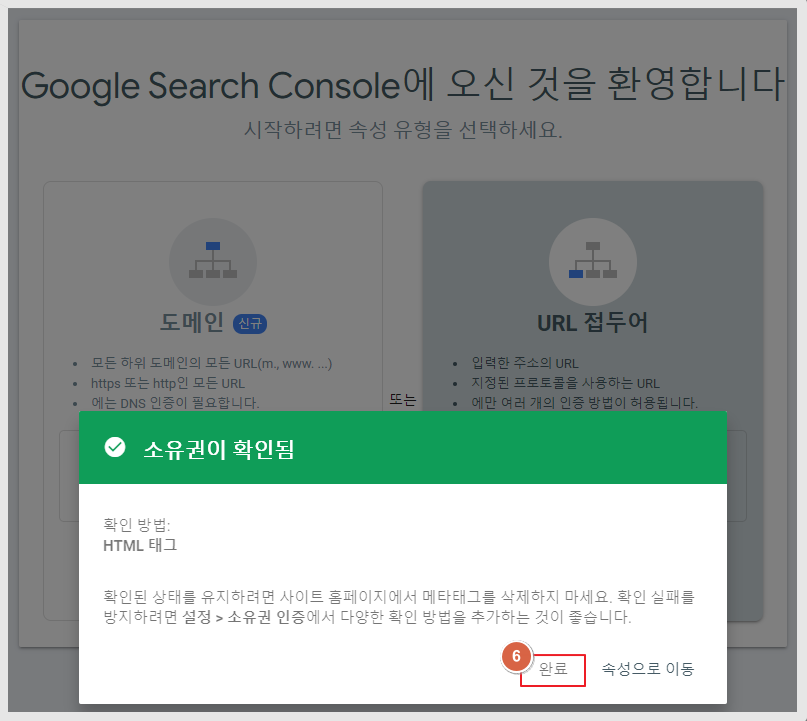 Google Search Console에 오신 것을 환영합니다
시작하려면 속성 유형을 선택하세요.
도메인 신규
모든 하위 도메인의 모든 URL(m., www. ...)
https 또는 http인 모든 URL
에는 DNS 인증이 필요합니다.
또는
URL 접두어
입력한 주소의 URL
지정된 프로토콜을 사용하는 URL
에만 여러 개의 인증 방법이 허용됩니다.
소유권이 확인됨
확인 방법:
HTML 태그
확인된 상태를 유지하려면 사이트 홈페이지에서 메타태그를 삭제하지 마세요. 확인 실패를
방지하려면 설정 > 소유권 인증에서 다양한 확인 방법을 추가하는 것이 좋습니다.
6
완료 속성으로 이동